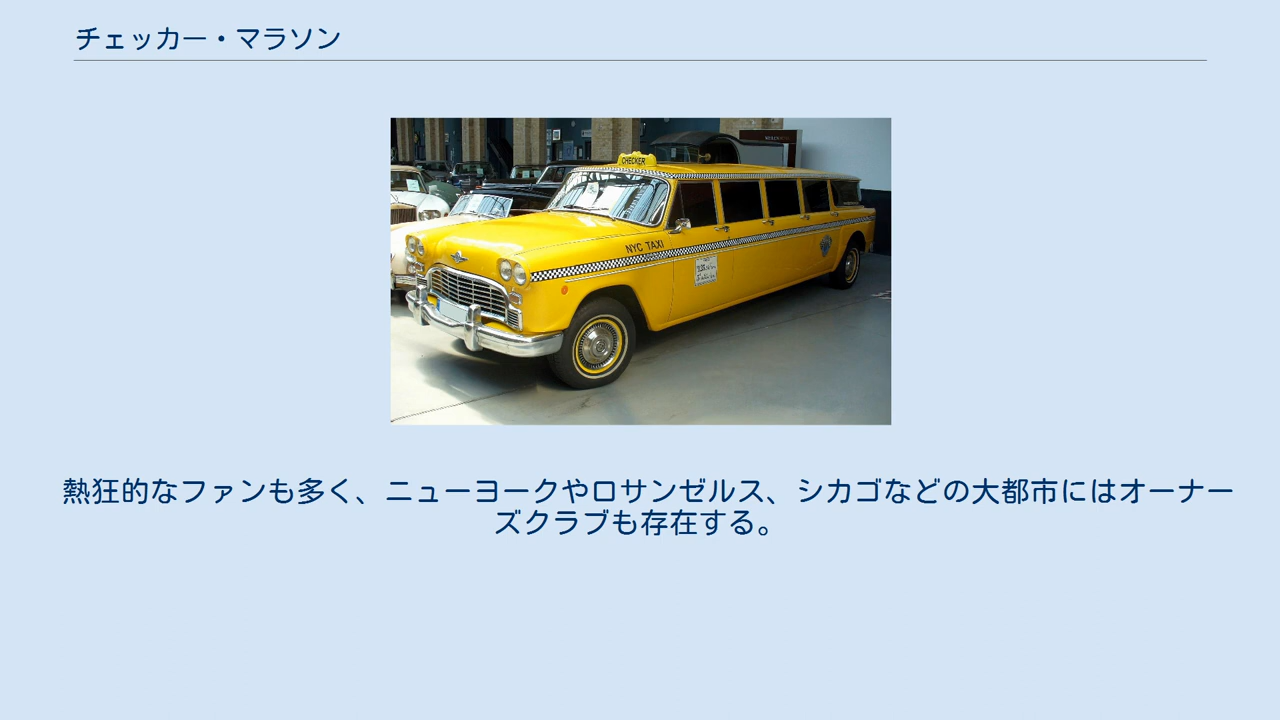 チェッカー・マラソン
CHECKER
NYC TAXI
熱狂的なファンも多く、ニューヨークやロサンゼルス、シカゴなどの大都市にはオーナー
ズクラブも存在する。